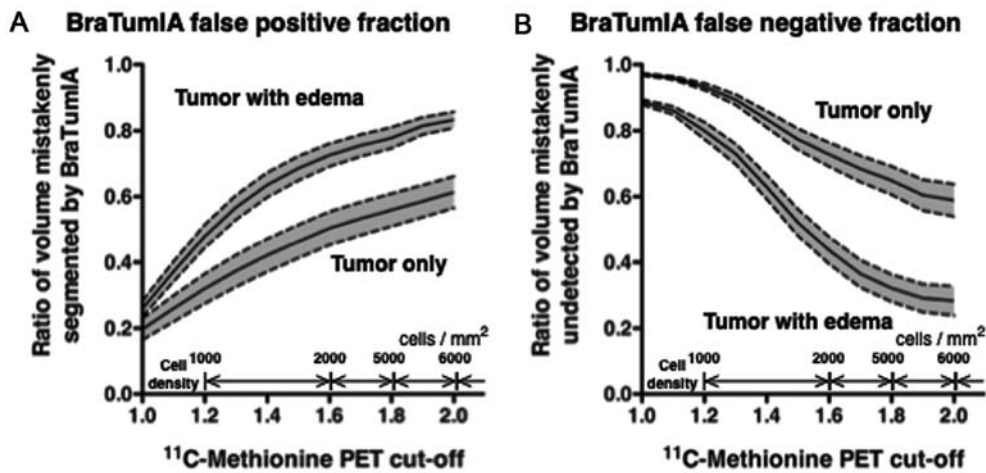 A BraTumIA false positive fraction
Ratio of volume mistakenly
segmented by BraTumIA
1.0
0.8
0.6
0.4
0.2
0.0
Tumor with edema
Tumor only
cells / mm²
Cell
density
1000
2000
5000
6000
1.0 1.2 1.4 1.6 1.8 2.0
¹¹C-Methionine PET cut-off
B BraTumIA false negative fraction
Ratio of volume mistakenly
undetected by BraTumIA
1.0
0.8
0.6
0.4
0.2
0.0
Tumor only
Tumor with edema
cells / mm²
Cell
density
1000
2000
5000
6000
1.0 1.2 1.4 1.6 1.8 2.0
¹¹C-Methionine PET cut-off